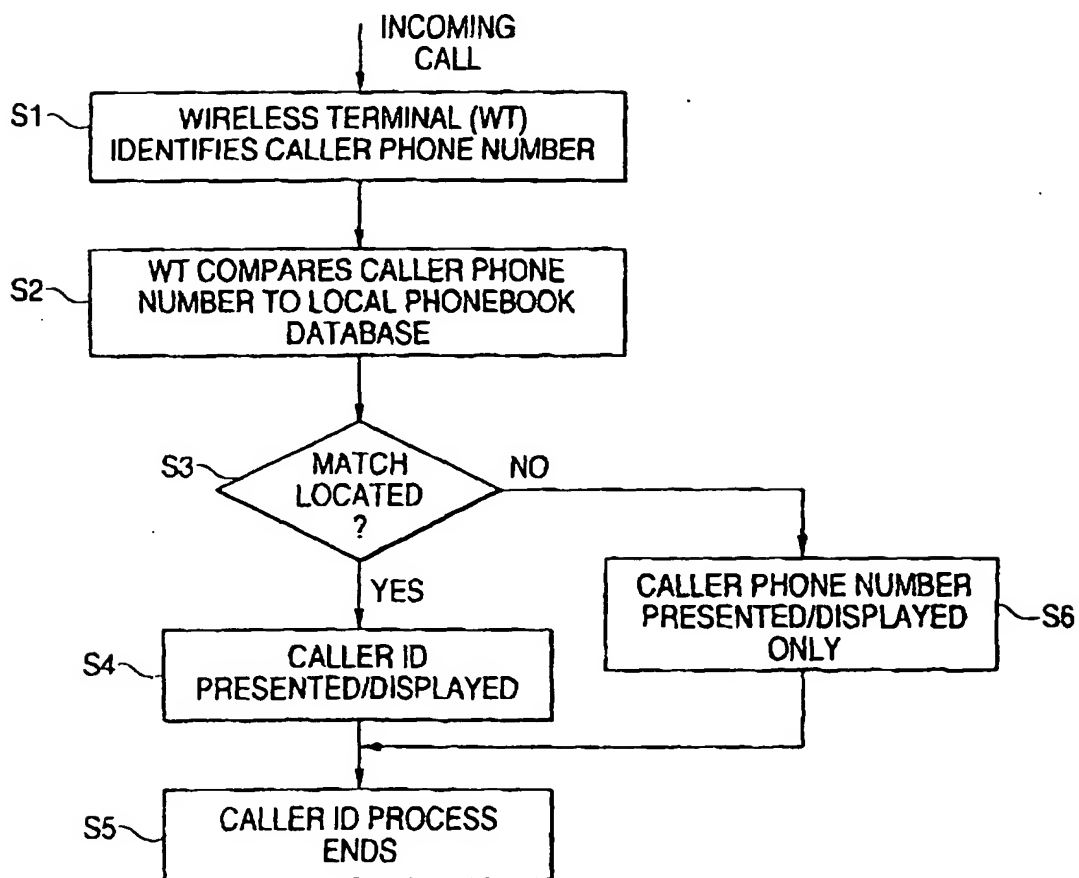 INCOMING
CALL
S1
WIRELESS TERMINAL (WT)
IDENTIFIES CALLER PHONE NUMBER
S2
WT COMPARES CALLER PHONE
NUMBER TO LOCAL PHONEBOOK
DATABASE
S3
MATCH
LOCATED
?
NO
YES
CALLER PHONE NUMBER
PRESENTED/DISPLAYED
ONLY
S6
S4
CALLER ID
PRESENTED/DISPLAYED
S5
CALLER ID PROCESS
ENDS